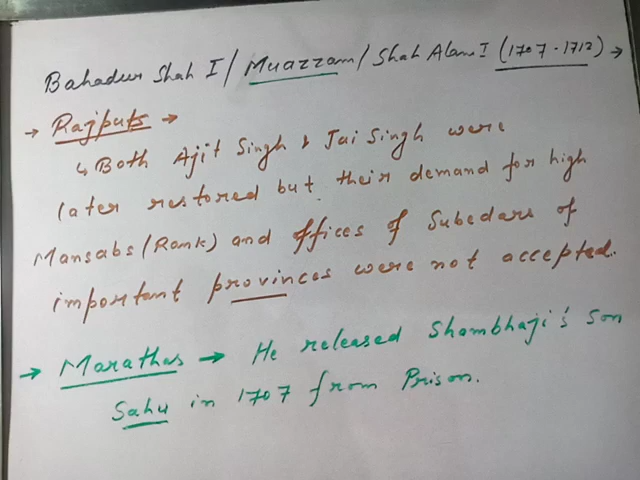 Bahadur Shah I / Muazzam / Shah Alam I (1707-1712) →
→ Rajputs →
↳ Both Ajit Singh & Jai Singh were
later restored but their demand for high
Mansabs (Rank) and offices of Subedars of
important provinces were not accepted.
→ Marathas → He released Shambhaji's son
Sahu in 1707 from Prison.